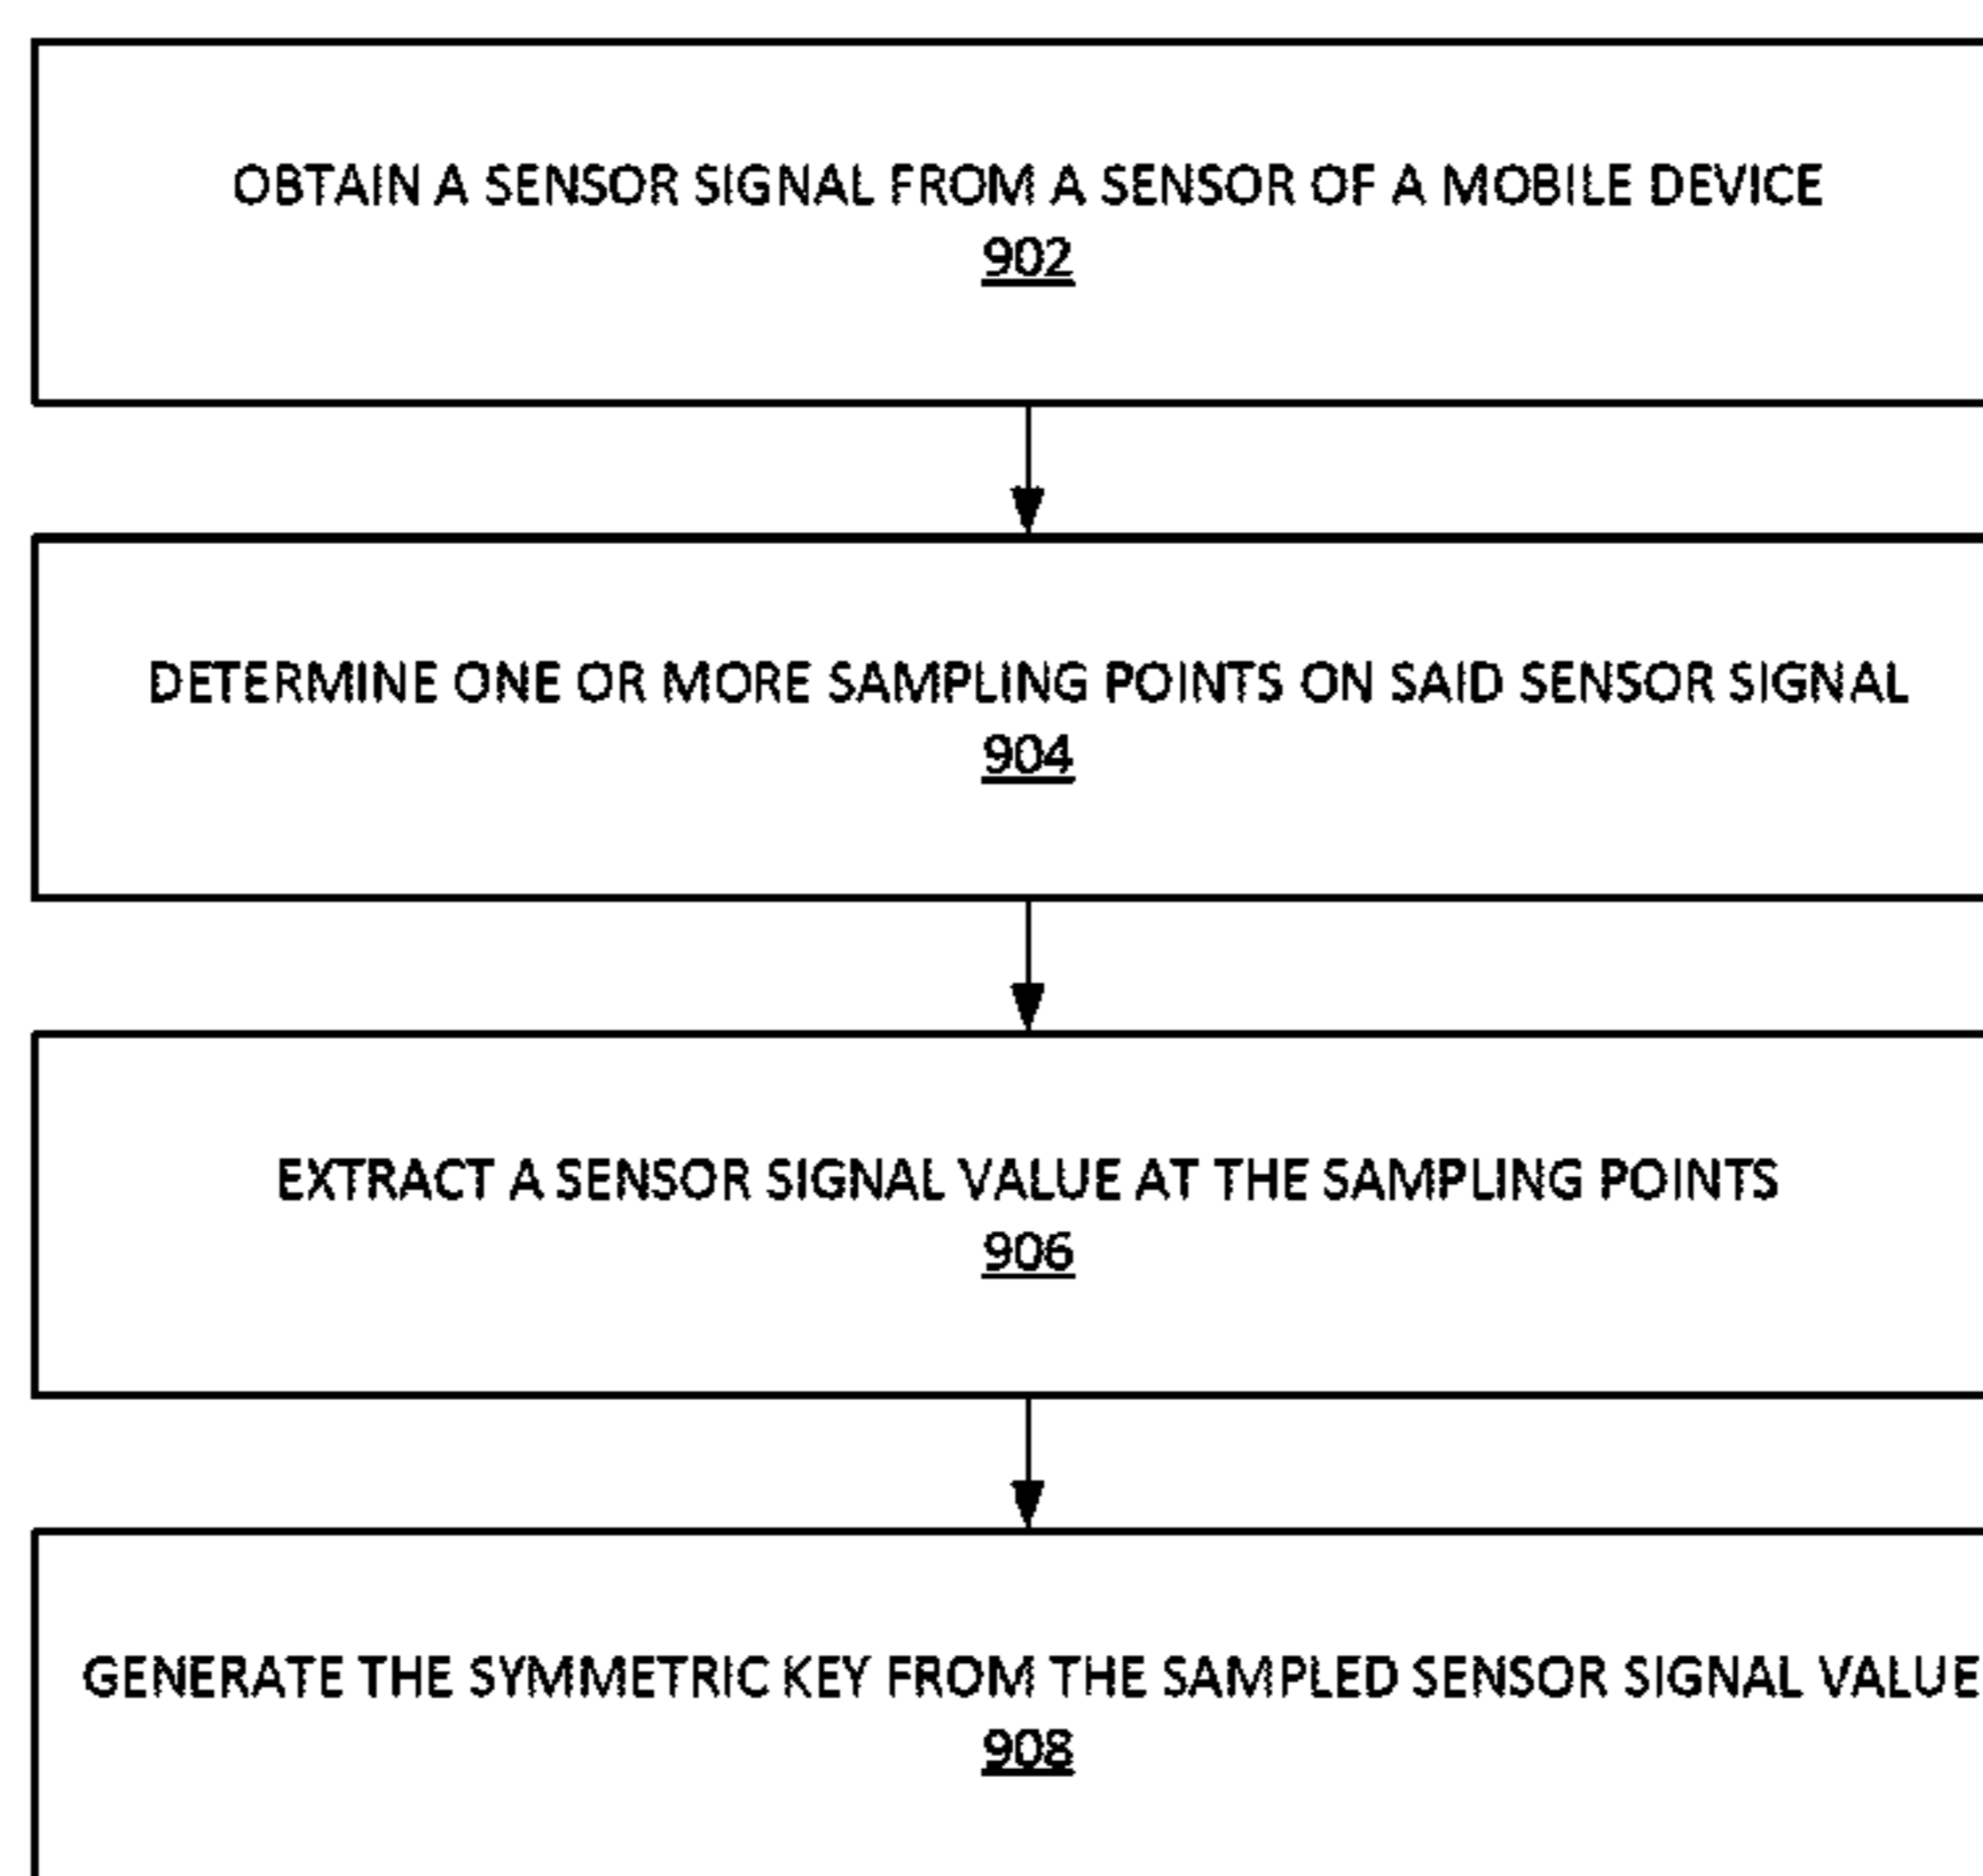 OBTAIN A SENSOR SIGNAL FROM A SENSOR OF A MOBILE DEVICE
902
DETERMINE ONE OR MORE SAMPLING POINTS ON SAID SENSOR SIGNAL
904
EXTRACT A SENSOR SIGNAL VALUE AT THE SAMPLING POINTS
906
GENERATE THE SYMMETRIC KEY FROM THE SAMPLED SENSOR SIGNAL VALUE
908